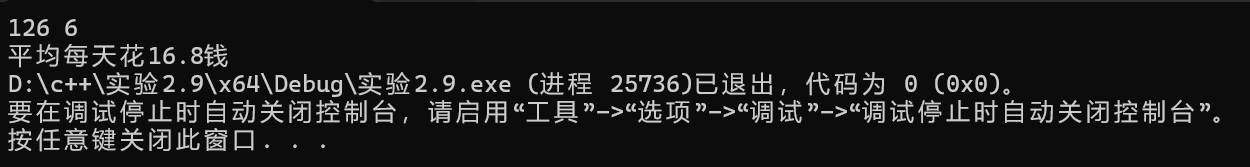 126 6
平均每天花16.8钱
D:\c++\实验2.9\x64\Debug\实验2.9.exe (进程 25736)已退出，代码为 0 (0x0)。
要在调试停止时自动关闭控制台，请启用“工具”->“选项”->“调试”->“调试停止时自动关闭控制台”。
按任意键关闭此窗口. . .